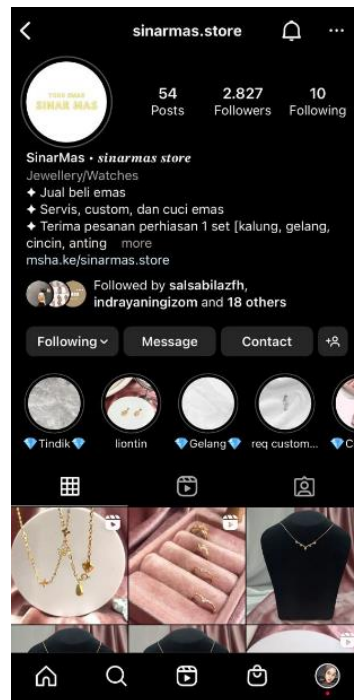 sinarmas.store
TOKO EMAS
SINAR MAS
54
Posts
2.827
Followers
10
Following
SinarMas • sinarmas store
Jewellery/Watches
✦ Jual beli emas
✦ Servis, custom, dan cuci emas
✦ Terima pesanan perhiasan 1 set [kalung, gelang,
cincin, anting more
msha.ke/sinarmas.store
Followed by salsabilazfh,
indrayaningizom and 18 others
Following
Message
Contact
💎Tindik💎
liontin
💎Gelang💎
req custom...
💎C